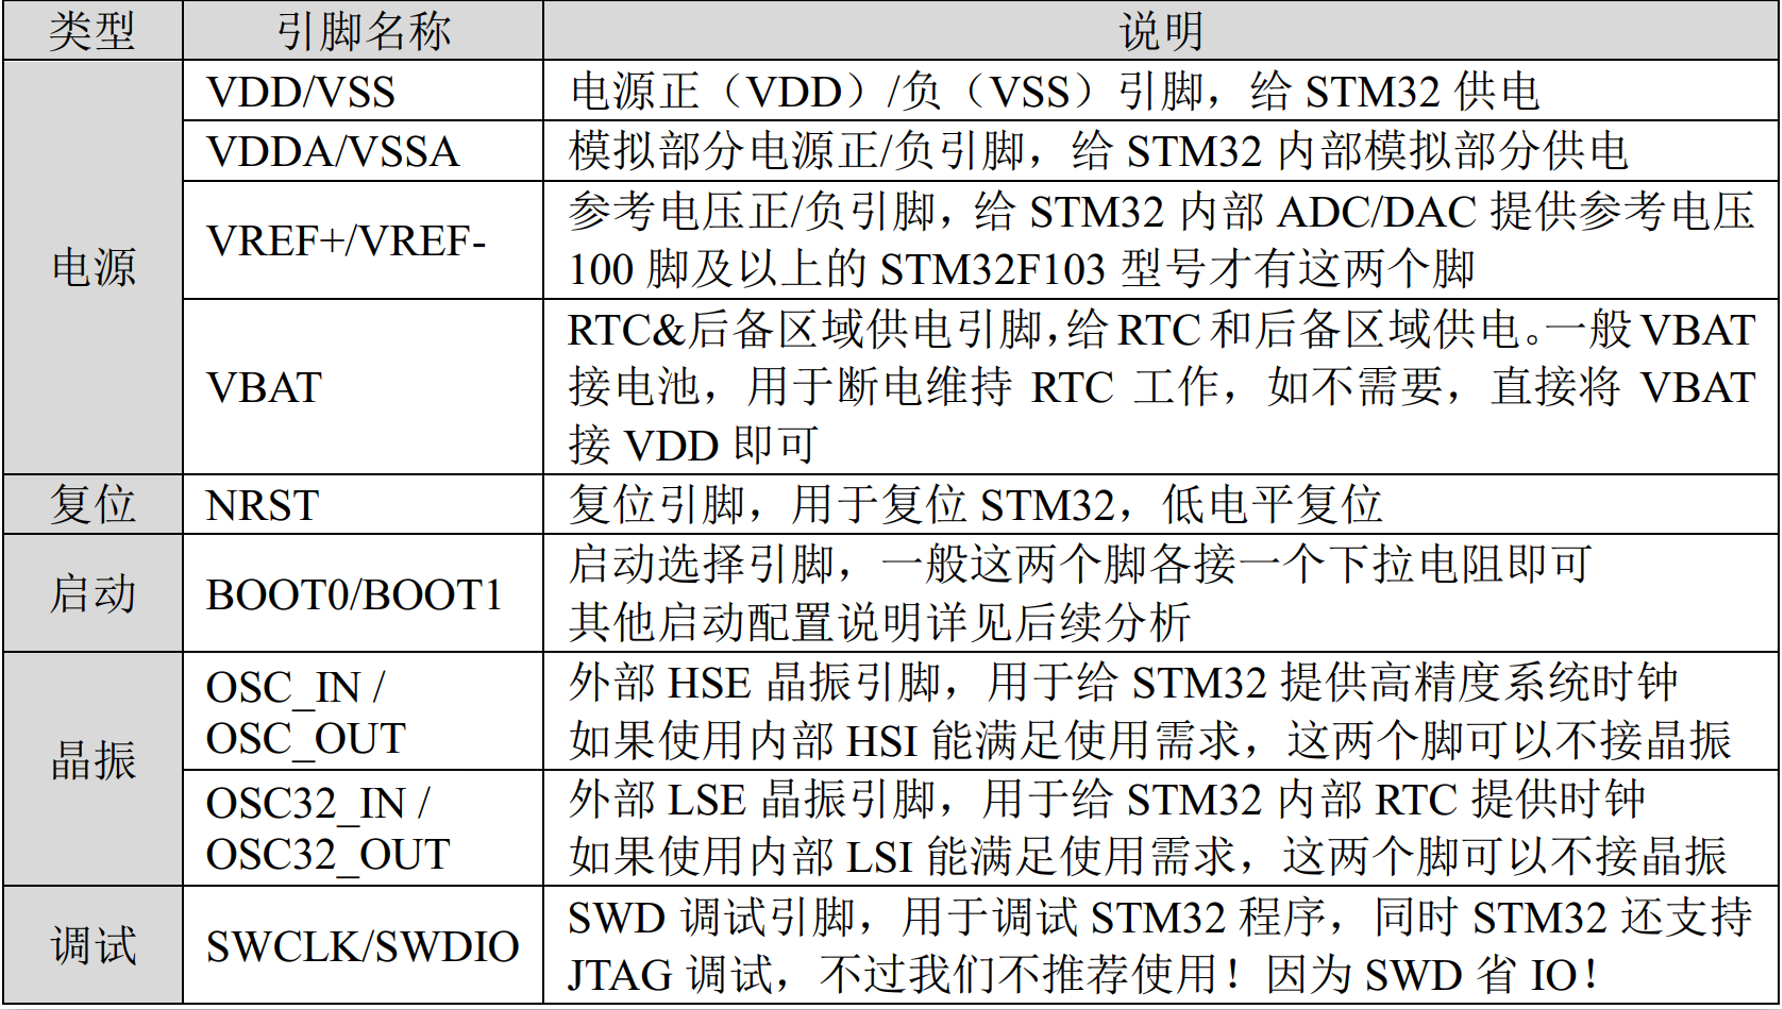 类型 引脚名称 说明
电源
VDD/VSS
电源正（VDD）/负（VSS）引脚，给 STM32 供电
VDDA/VSSA
模拟部分电源正/负引脚，给 STM32 内部模拟部分供电
VREF+/VREF-
参考电压正/负引脚，给 STM32 内部 ADC/DAC 提供参考电压
100 脚及以上的 STM32F103 型号才有这两个脚
VBAT
RTC&后备区域供电引脚，给 RTC 和后备区域供电。一般 VBAT
接电池，用于断电维持 RTC 工作，如不需要，直接将 VBAT
接 VDD 即可
复位
NRST
复位引脚，用于复位 STM32，低电平复位
启动
BOOT0/BOOT1
启动选择引脚，一般这两个脚各接一个下拉电阻即可
其他启动配置说明详见后续分析
晶振
OSC_IN /
OSC_OUT
外部 HSE 晶振引脚，用于给 STM32 提供高精度系统时钟
如果使用内部 HSI 能满足使用需求，这两个脚可以不接晶振
OSC32_IN /
OSC32_OUT
外部 LSE 晶振引脚，用于给 STM32 内部 RTC 提供时钟
如果使用内部 LSI 能满足使用需求，这两个脚可以不接晶振
调试
SWCLK/SWDIO
SWD 调试引脚，用于调试 STM32 程序，同时 STM32 还支持
JTAG 调试，不过我们不推荐使用！因为 SWD 省 IO！